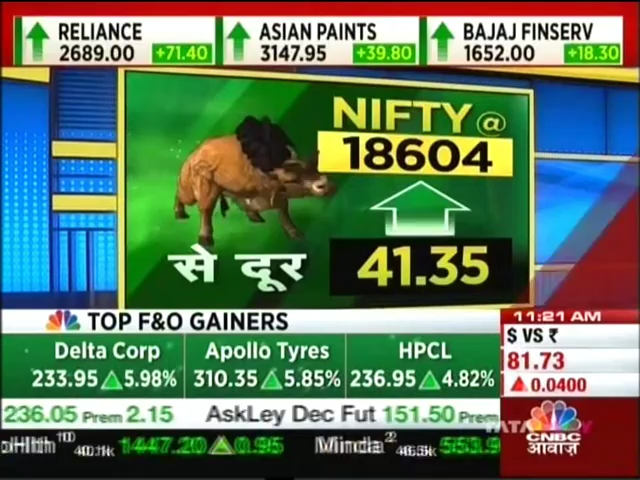 RELIANCE
2689.00 +71.40
ASIAN PAINTS
3147.95 +39.80
BAJAJ FINSERV
1652.00 +18.30
NIFTY @
18604
से दूर 41.35
TOP F&O GAINERS
Delta Corp
233.95 5.98%
Apollo Tyres
310.35 5.85%
HPCL
236.95 4.82%
11:21 AM
$ VS ₹
81.73
0.0400
236.05 Prem 2.15 AskLey Dec Fut 151.50 Prem
1447.20 0.95 Minda
TATA
CNBC
आवाज़